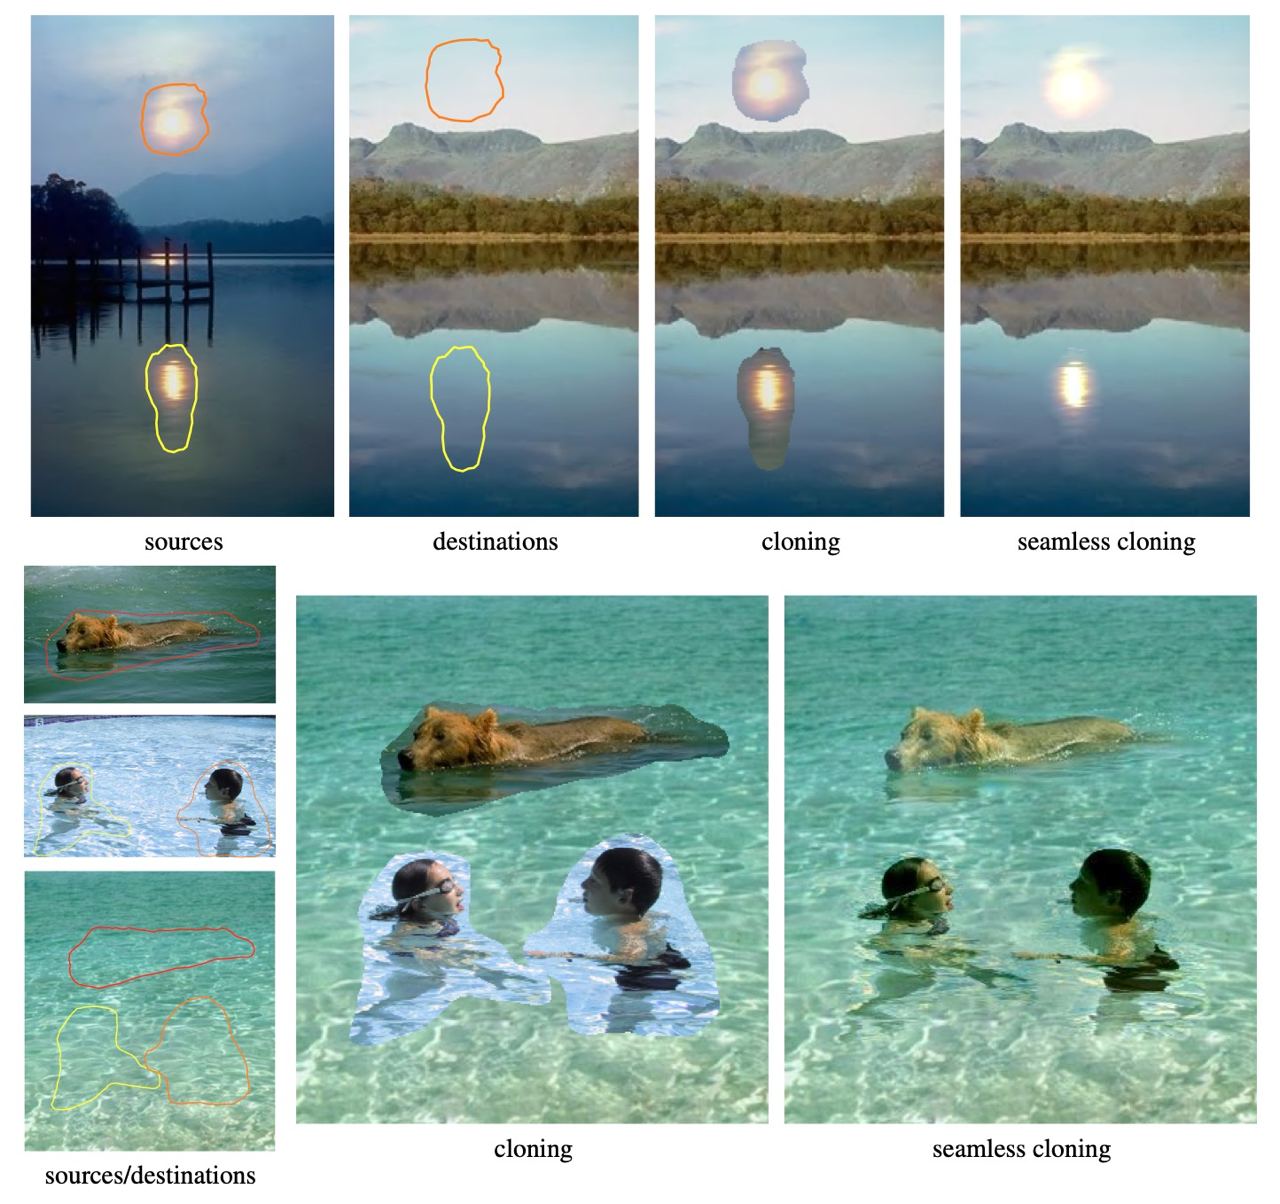 sources
destinations
cloning
seamless cloning
sources/destinations
cloning
seamless cloning